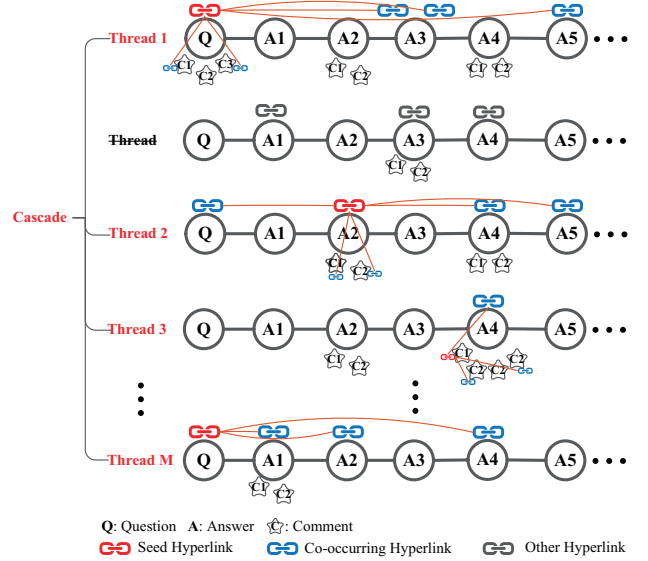 Thread 1 Q A1 A2 A3 A4 A5
C1 C2 C3 C1 C2 C1 C2
Thread Q A1 A2 A3 A4 A5
C1 C2
Cascade
Thread 2 Q A1 A2 A3 A4 A5
C1 C2 C1 C2
Thread 3 Q A1 A2 A3 A4 A5
C1 C2 C1 C2 C2 C2
Thread M Q A1 A2 A3 A4 A5
C1 C2
Q: Question A: Answer C: Comment
Seed Hyperlink Co-occurring Hyperlink Other Hyperlink